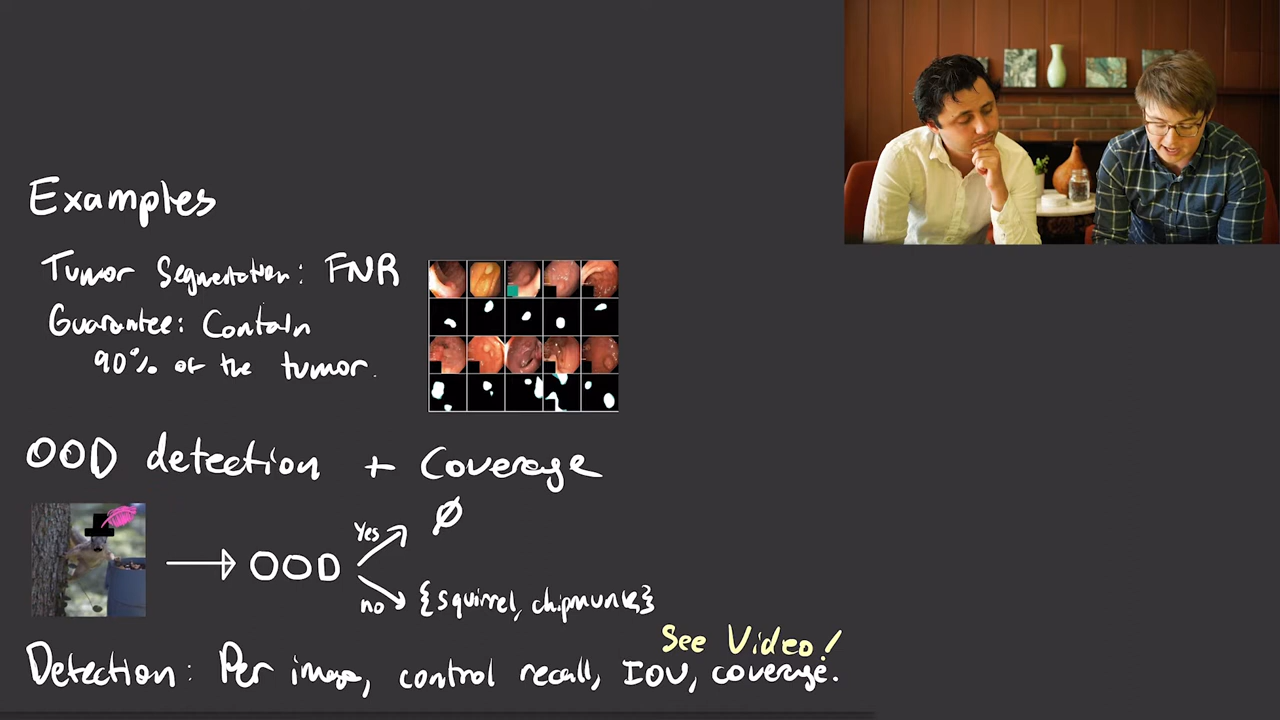 Examples
Tumor Segmentation: FNR
Guarantee: Contain
90% of the tumor.
OOD detection + Coverage
Yes
Ø
OOD
no
{squirrel, chipmunk}
See Video!
Detection: Per image, control recall, IOU, coverage.